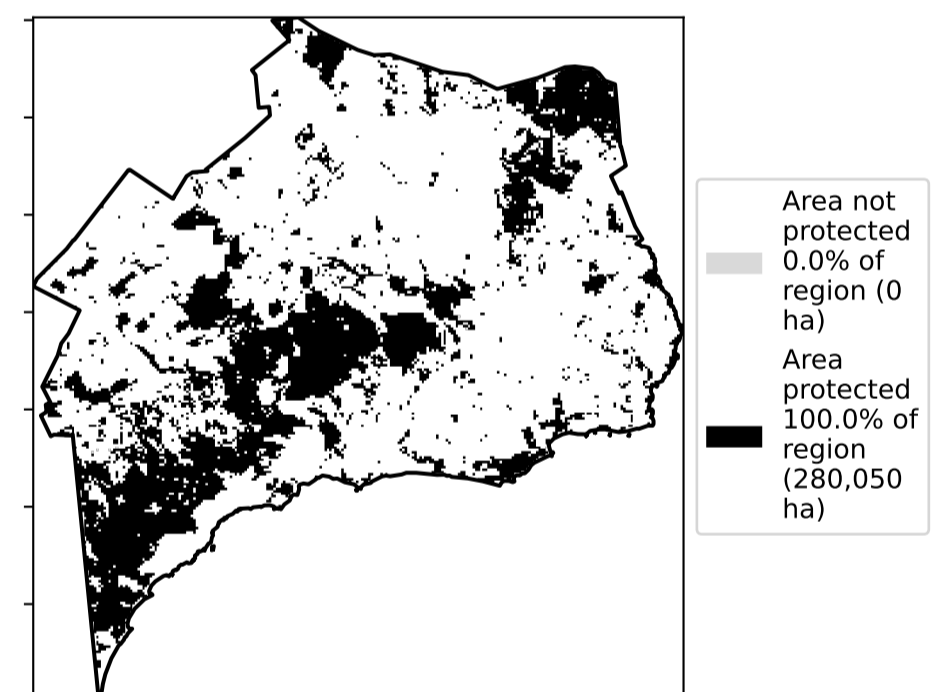 Area not
protected
0.0% of
region (0
ha)
Area
protected
100.0% of
region
(280,050
ha)